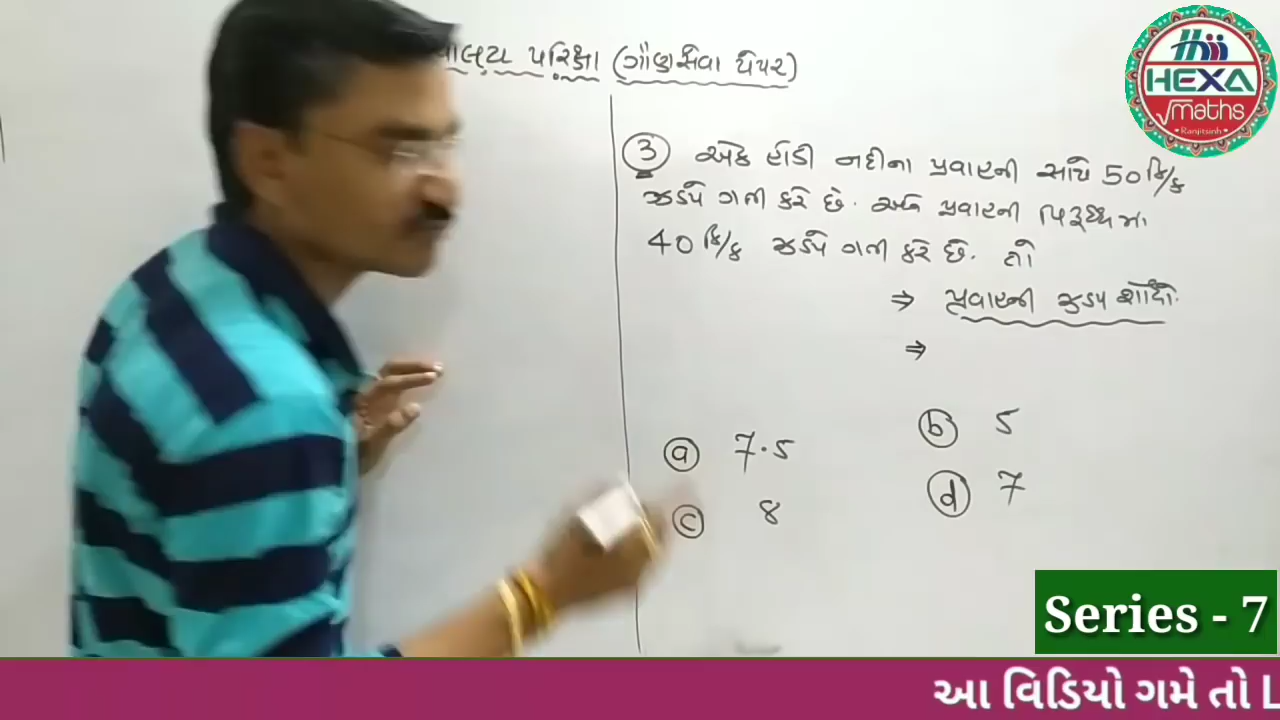 પરિક્ષા (ગૌણસેવા પેપર)
HEXA
√maths
Ranjitsinh
③ એક હોડી નદીના પ્રવાહની સાથે 50 કિ/ક
ઝડપે ગતી કરે છે. અને પ્રવાહની વિરૂધ્ધમાં
40 કિ/ક ઝડપે ગતી કરે છે. તો
⇒ પ્રવાહની ઝડપ શોધો.
⇒
ⓐ 7.5 ⓑ 5
ⓒ 8 ⓓ 7
Series - 7
આ વિડિયો ગમે તો L